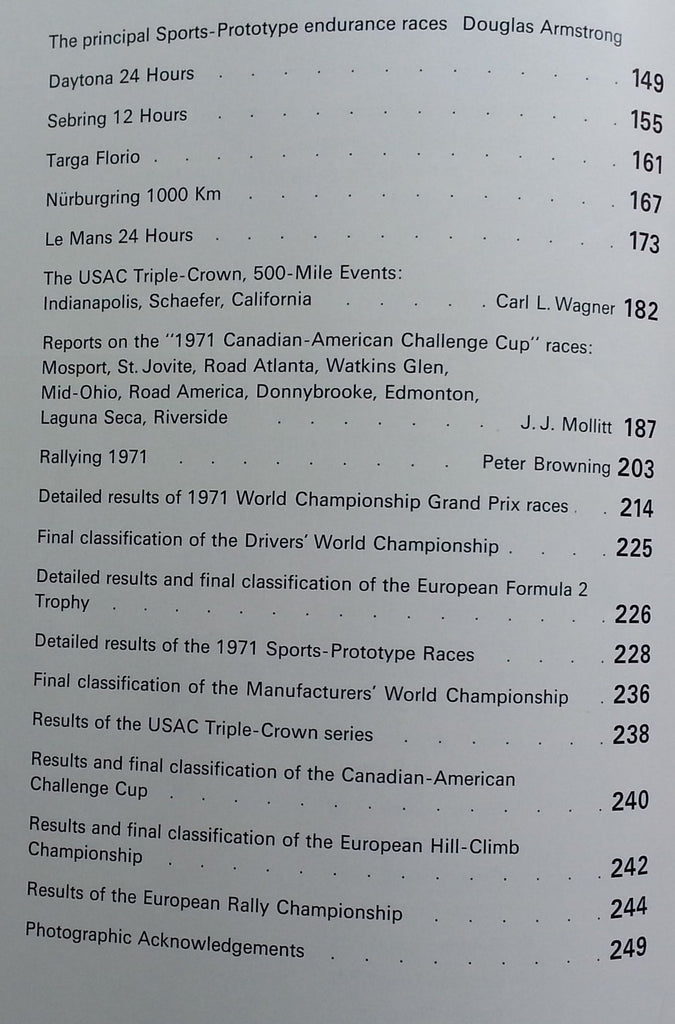 The principal Sports-Prototype endurance races Douglas Armstrong
Daytona 24 Hours . . . . . . . . . . . . 149
Sebring 12 Hours . . . . . . . . . . . . 155
Targa Florio . . . . . . . . . . . . . 161
Nürburgring 1000 Km . . . . . . . . . . . 167
Le Mans 24 Hours . . . . . . . . . . . . 173
The USAC Triple-Crown, 500-Mile Events:
Indianapolis, Schaefer, California . . . . . Carl L. Wagner 182
Reports on the "1971 Canadian-American Challenge Cup" races:
Mosport, St. Jovite, Road Atlanta, Watkins Glen,
Mid-Ohio, Road America, Donnybrooke, Edmonton,
Laguna Seca, Riverside . . . . . . . J. J. Mollitt 187
Rallying 1971 . . . . . . . . . Peter Browning 203
Detailed results of 1971 World Championship Grand Prix races . . 214
Final classification of the Drivers' World Championship . . . . 225
Detailed results and final classification of the European Formula 2
Trophy . . . . . . . . . . . . . . . . 226
Detailed results of the 1971 Sports-Prototype Races . . . . 228
Final classification of the Manufacturers' World Championship . 236
Results of the USAC Triple-Crown series . . . . . . . 238
Results and final classification of the Canadian-American
Challenge Cup . . . . . . . . . . . . . . 240
Results and final classification of the European Hill-Climb
Championship . . . . . . . . . . . . . . 242
Results of the European Rally Championship . . . . . . 244
Photographic Acknowledgements . . . . . . . . . 249